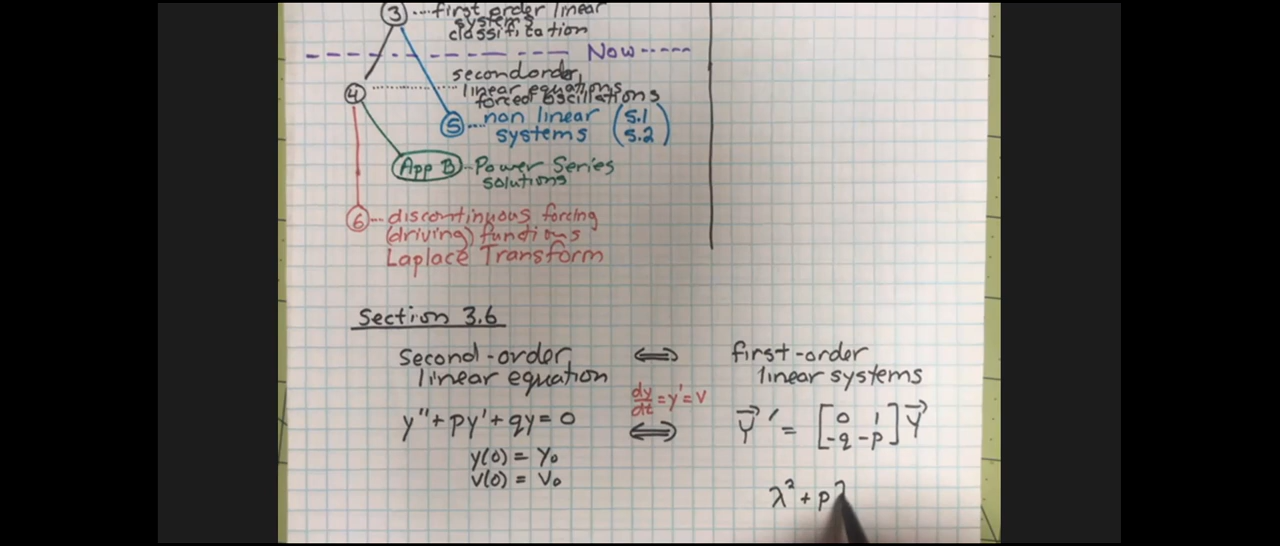 3 ....first order linear
systems
classification
Now
second order,
4 linear equations,
forced oscillations
5 ...non linear (5.1
systems 5.2)
App B - Power Series
solutions
6 ...discontinuous forcing
(driving) functions
Laplace Transform
Section 3.6
Second-order ⟺ first-order
linear equation linear systems
dy/dt = y' = v
y" + py' + qy = 0 ⟺ Y⃗ ' = [0 1
-q -p] Y⃗
y(0) = y₀
v(0) = v₀
λ² + pλ